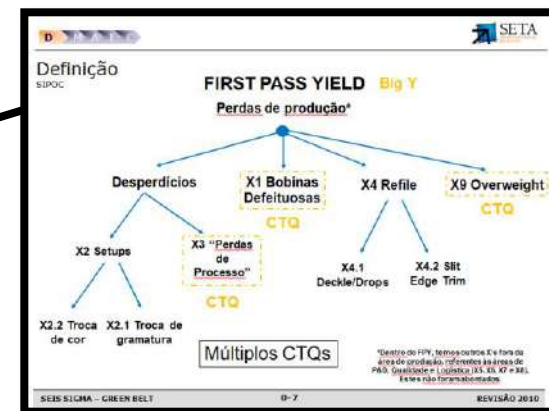 D M A I C
SETA
Definição
SIPOC
FIRST PASS YIELD Big Y
Perdas de produção*
Desperdícios
X1 Bobinas
Defeituosas
CTQ
X4 Refile
X9 Overweight
CTQ
X2 Setups
X3 "Perdas
de
Processo"
CTQ
X4.1
Deckle/Drops
X4.2 Slit
Edge Trim
X2.2 Troca
de cor
X2.1 Troca de
gramatura
Múltiplos CTQs
*Dentro do FPY, temos outros X's fora da
área de produção, referentes às áreas de
P&D, Qualidade e Logística (X5, X6, X7 e X8).
Estes não foram abordados.
SEIS SIGMA – GREEN BELT
0-7
REVISÃO 2010